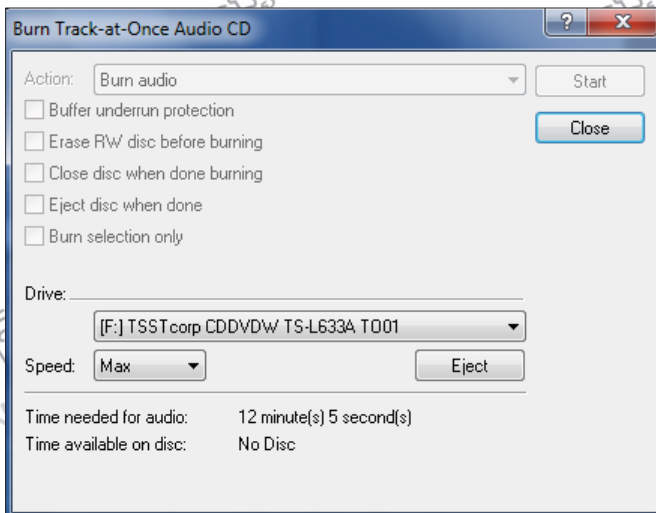 Burn Track-at-Once Audio CD
Action: Burn audio Start
Buffer underrun protection
Close
Erase RW disc before burning
Close disc when done burning
Eject disc when done
Burn selection only
Drive:
[F:] TSSTcorp CDDVDW TS-L633A TO01
Speed: Max Eject
Time needed for audio: 12 minute(s) 5 second(s)
Time available on disc: No Disc